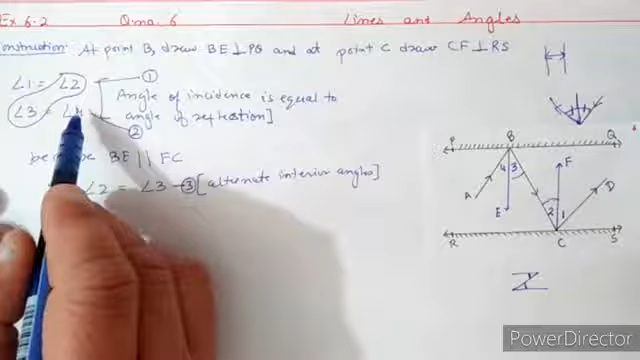 Ex 6.2 Q.no. 6 Lines and Angles
onstruction: At point B, draw BE ⊥ PQ and at point C draw CF ⊥ RS
∠1 = ∠2 ①
∠3 = ∠4 ②
Angle of incidence is equal to
angle of reflection]
BE || FC
∠2 = ∠3 - ③ [alternate interior angles]
P B Q
4 3 F
A D
E 2 1
R C S
PowerDirector